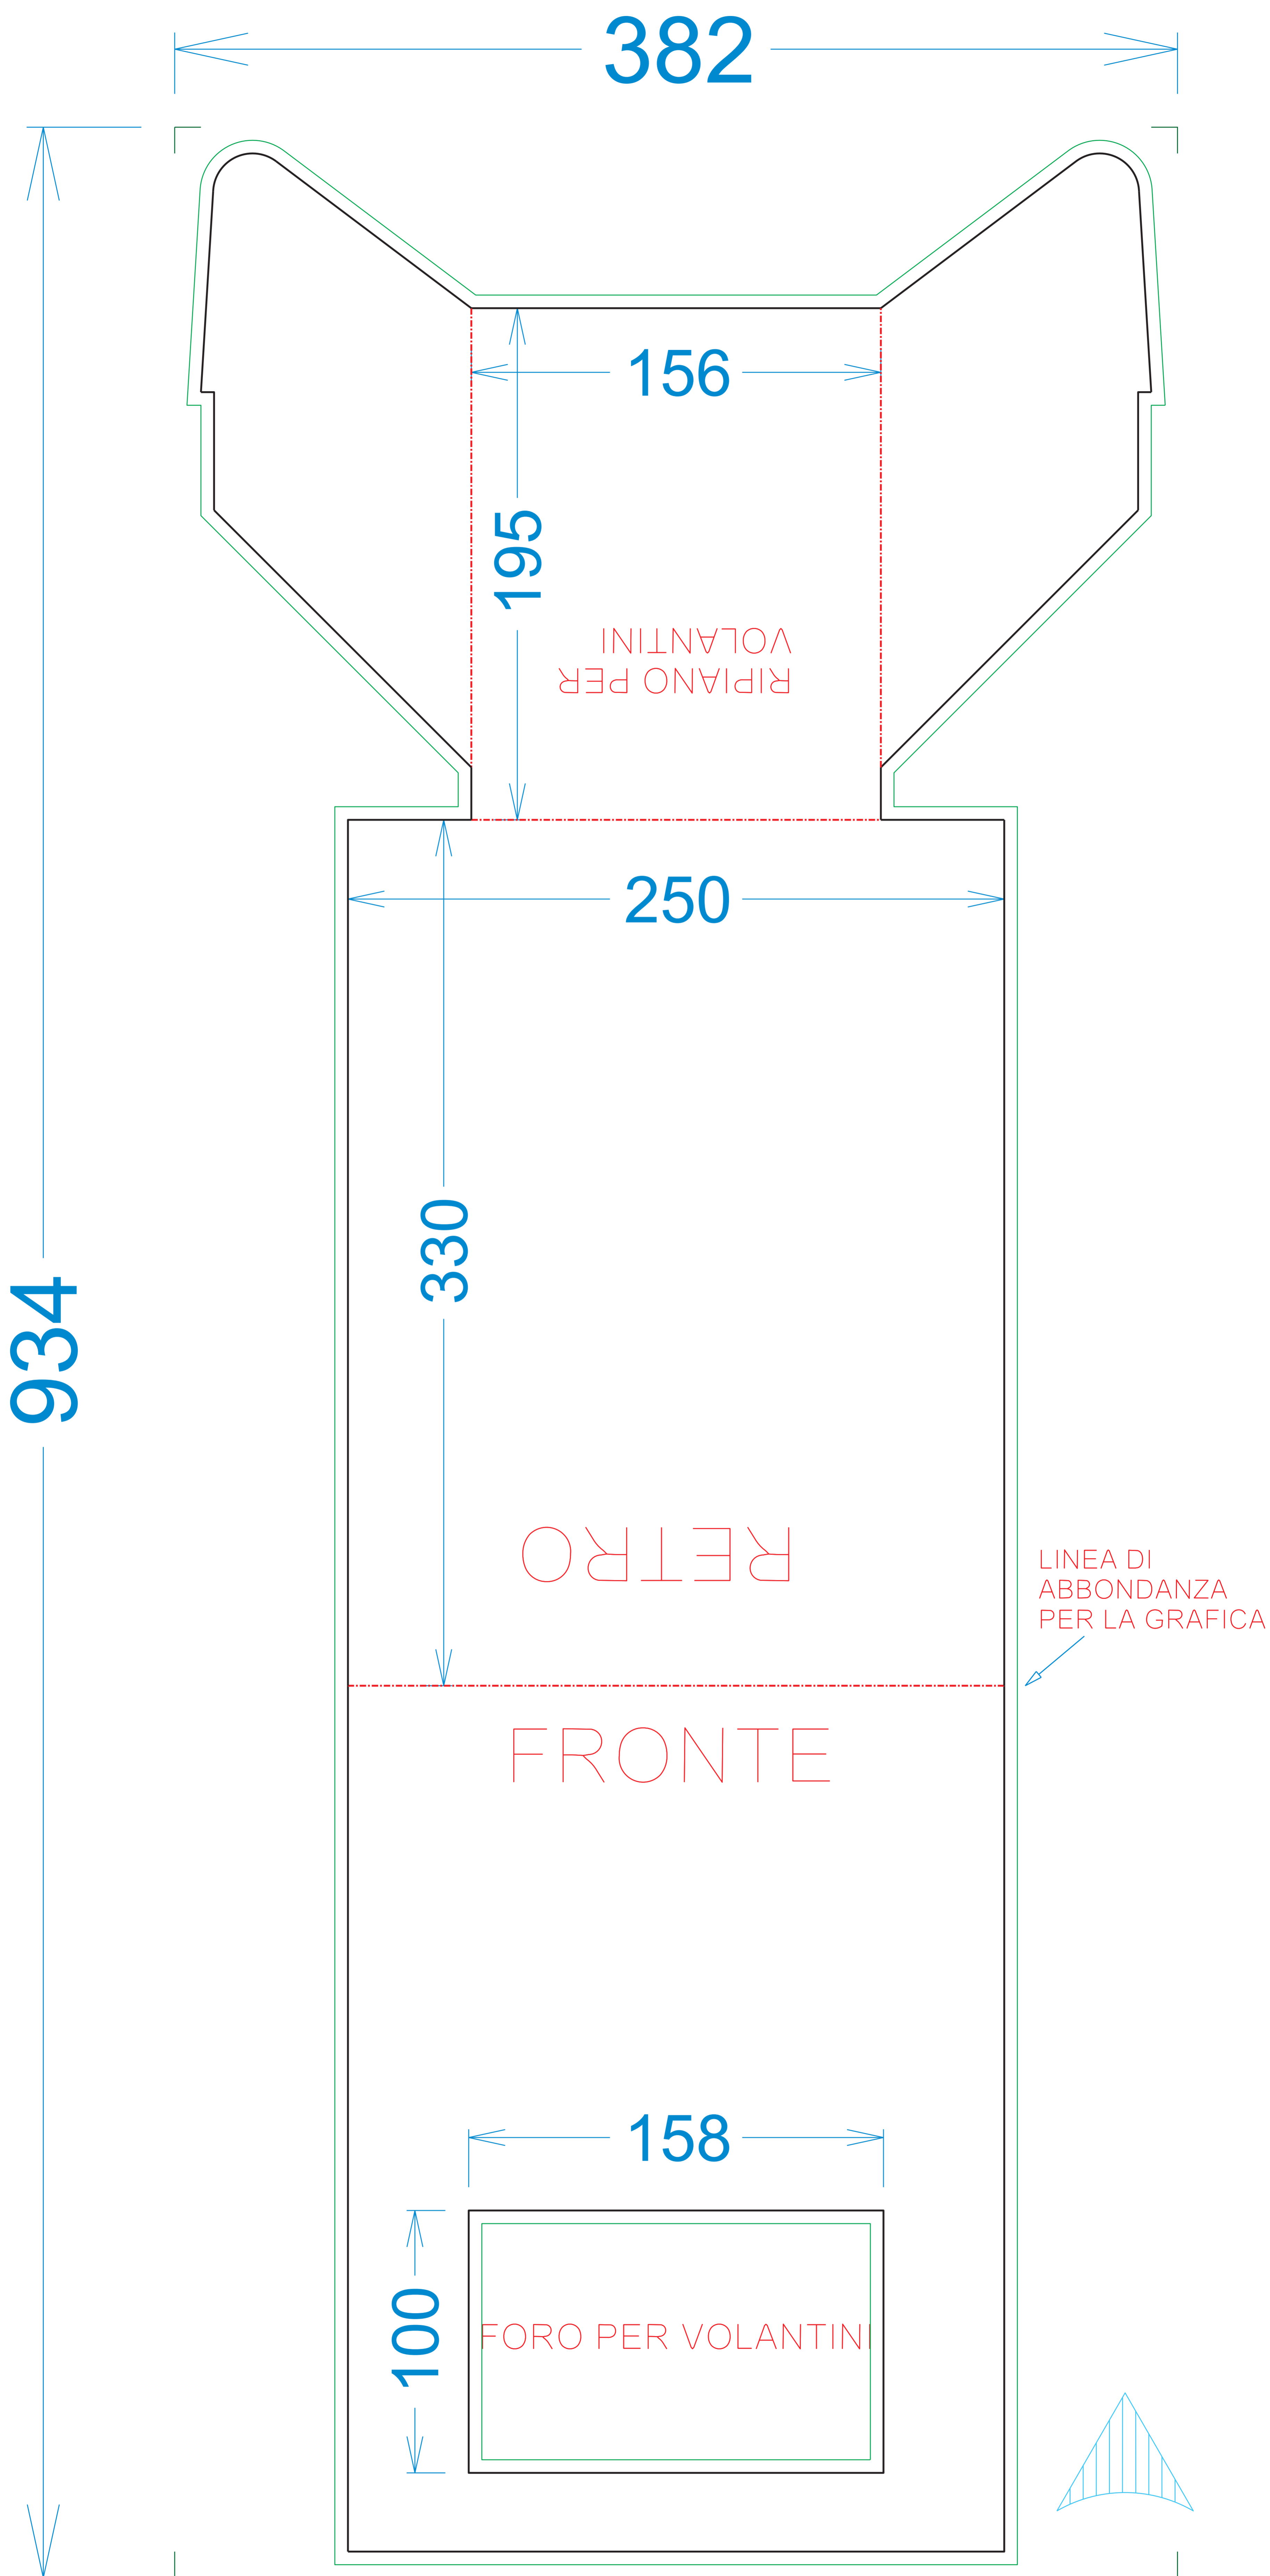 382
156
195
RIPIANO PER
VOLANTINI
250
330
934
RETRO
LINEA DI
ABBONDANZA
PER LA GRAFICA
FRONTE
158
100
FORO PER VOLANTINI